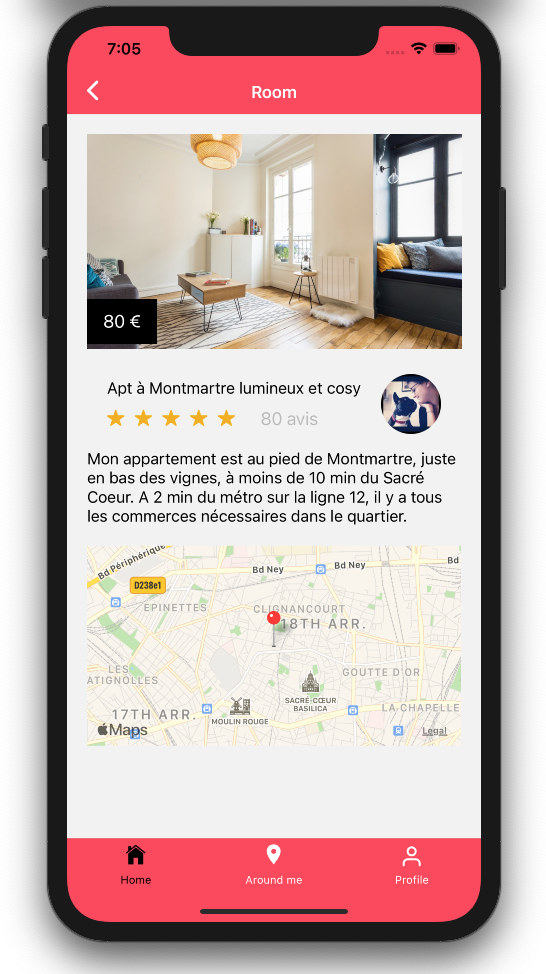 7:05
Room
80 €
Apt à Montmartre lumineux et cosy
80 avis
Mon appartement est au pied de Montmartre, juste
en bas des vignes, à moins de 10 min du Sacré
Coeur. A 2 min du métro sur la ligne 12, il y a tous
les commerces nécessaires dans le quartier.
Bd Périphérique
Bd Ney
Bd Ney
Bd
D238e1
EPINETTES
CLIGNANCOURT
18TH ARR.
LES
ATIGNOLLES
GOUTTE D'OR
SACRÉ-CŒUR
BASILICA
LA CHAPELLE
17TH ARR.
MOULIN ROUGE
Maps
Legal
Home
Around me
Profile